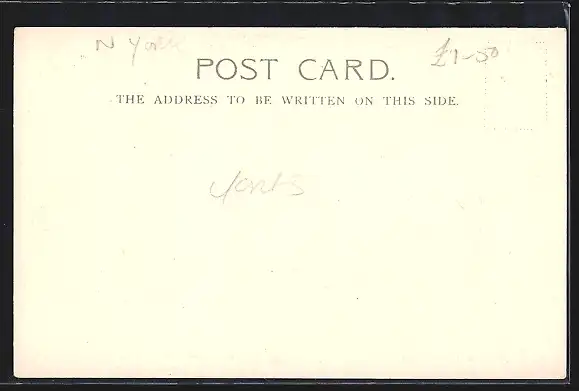 N York £1-50
POST CARD.
THE ADDRESS TO BE WRITTEN ON THIS SIDE.
Yorks